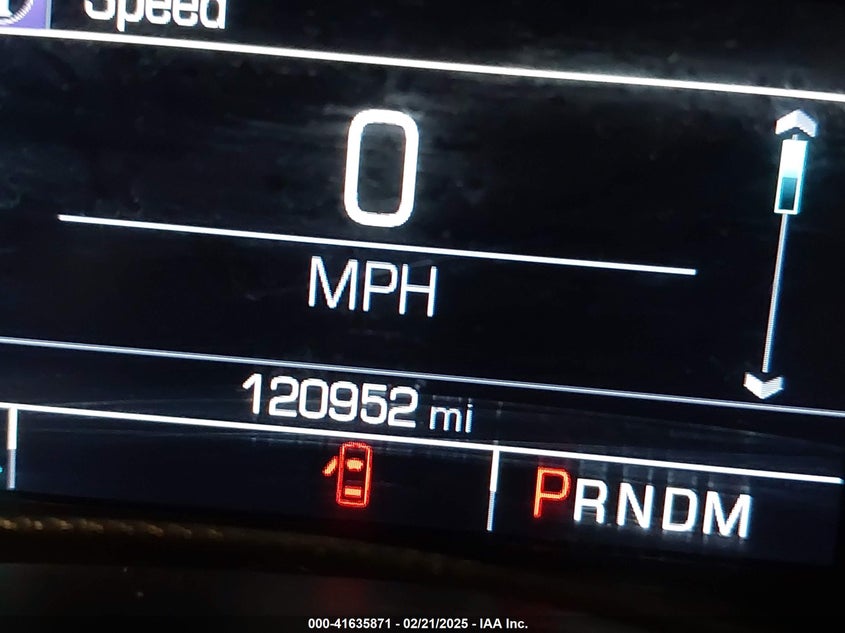 Speed
0
MPH
120952 mi
PRNDM
000-41635871 - 02/21/2025 - IAA Inc.